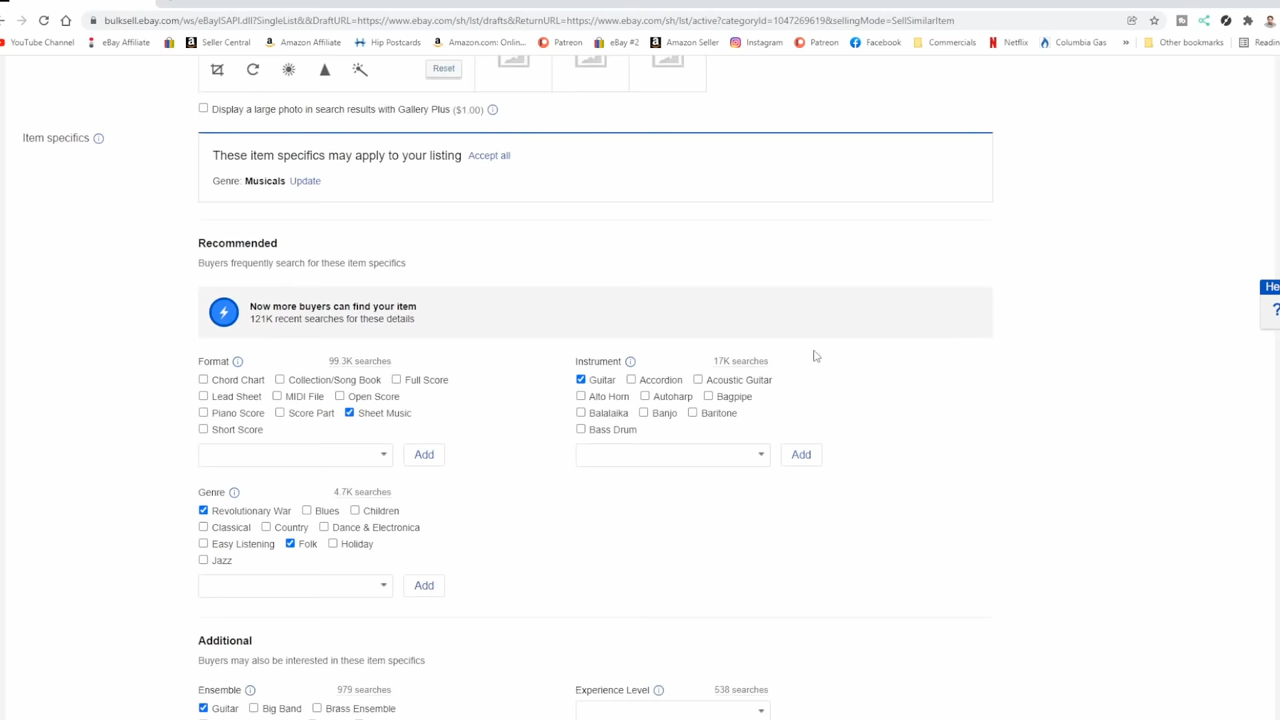 bulksell.ebay.com/ws/eBayISAPI.dll?SingleList&&DraftURL=https://www.ebay.com/sh/lst/drafts&ReturnURL=https://www.ebay.com/sh/lst/active?categoryId=1047269619&sellingMode=SellSimilarItem
YouTube Channel eBay Affiliate Seller Central Amazon Affiliate Hip Postcards Amazon.com: Onlin... Patreon eBay #2 Amazon Seller Patreon Instagram Facebook Commercials Netflix Columbia Gas » Other bookmarks Readin
Reset
Display a large photo in search results with Gallery Plus ($1.00)
Item specifics
These item specifics may apply to your listing Accept all
Genre: Musicals Update
Recommended
Buyers frequently search for these item specifics
He
?
Now more buyers can find your item
121K recent searches for these details
Format 99.3K searches Instrument 17K searches
Chord Chart Collection/Song Book Full Score Guitar Accordion Acoustic Guitar
Lead Sheet MIDI File Open Score Alto Horn Autoharp Bagpipe
Piano Score Score Part Sheet Music Balalaika Banjo Baritone
Short Score Bass Drum
Add Add
Genre 4.7K searches
Revolutionary War Blues Children
Classical Country Dance & Electronica
Easy Listening Folk Holiday
Jazz
Add
Additional
Buyers may also be interested in these item specifics
Ensemble 979 searches Experience Level 538 searches
Guitar Big Band Brass Ensemble